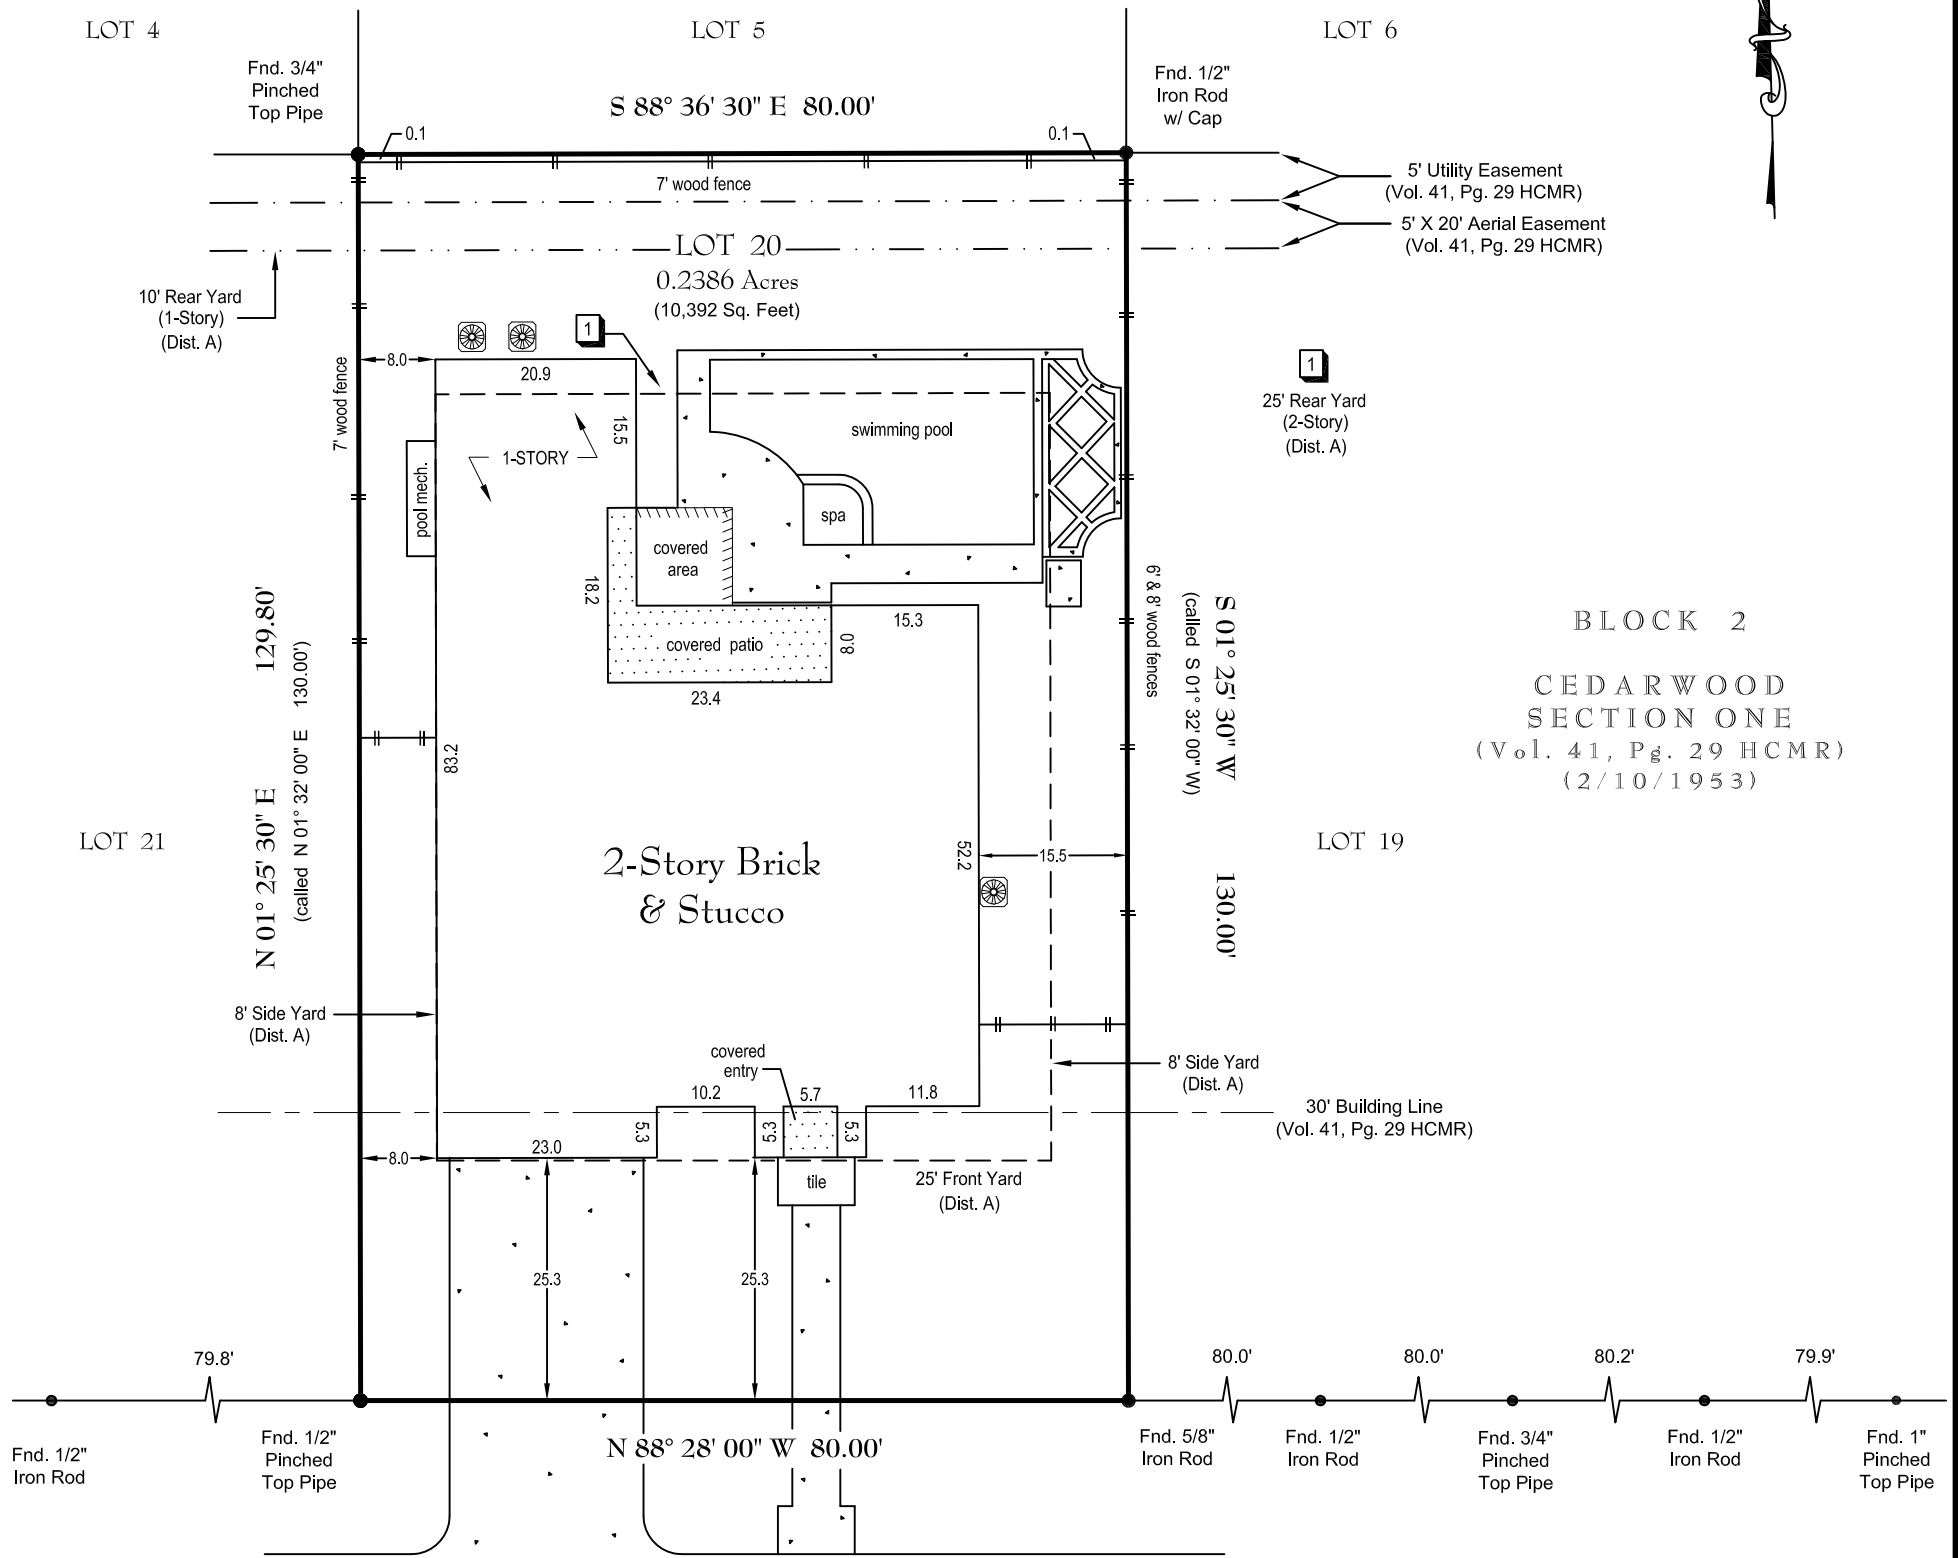 LOT 4
LOT 5
LOT 6
Fnd. 3/4"
Pinched
Top Pipe
S 88° 36' 30" E 80.00'
Fnd. 1/2"
Iron Rod
w/ Cap
0.1
0.1
7' wood fence
5' Utility Easement
(Vol. 41, Pg. 29 HCMR)
5' X 20' Aerial Easement
(Vol. 41, Pg. 29 HCMR)
LOT 20
0.2386 Acres
(10,392 Sq. Feet)
10' Rear Yard
(1-Story)
(Dist. A)
1
8.0
20.9
7' wood fence
15.5
1-STORY
swimming pool
1
25' Rear Yard
(2-Story)
(Dist. A)
pool mech.
spa
covered
area
18.2
covered patio
8.0
15.3
23.4
6' & 8' wood fences
S 01° 25' 30" W 130.00'
(called S 01° 32' 00" W)
N 01° 25' 30" E 129.80'
(called N 01° 32' 00" E 130.00')
83.2
BLOCK 2
CEDARWOOD
SECTION ONE
(Vol. 41, Pg. 29 HCMR)
(2/10/1953)
LOT 21
2-Story Brick
& Stucco
52.2
15.5
LOT 19
8' Side Yard
(Dist. A)
covered
entry
8' Side Yard
(Dist. A)
10.2
5.7
11.8
30' Building Line
(Vol. 41, Pg. 29 HCMR)
5.3
5.3
5.3
23.0
8.0
tile
25' Front Yard
(Dist. A)
25.3
25.3
79.8'
80.0'
80.0'
80.2'
79.9'
Fnd. 1/2"
Iron Rod
Fnd. 1/2"
Pinched
Top Pipe
N 88° 28' 00" W 80.00'
Fnd. 5/8"
Iron Rod
Fnd. 1/2"
Iron Rod
Fnd. 3/4"
Pinched
Top Pipe
Fnd. 1/2"
Iron Rod
Fnd. 1"
Pinched
Top Pipe